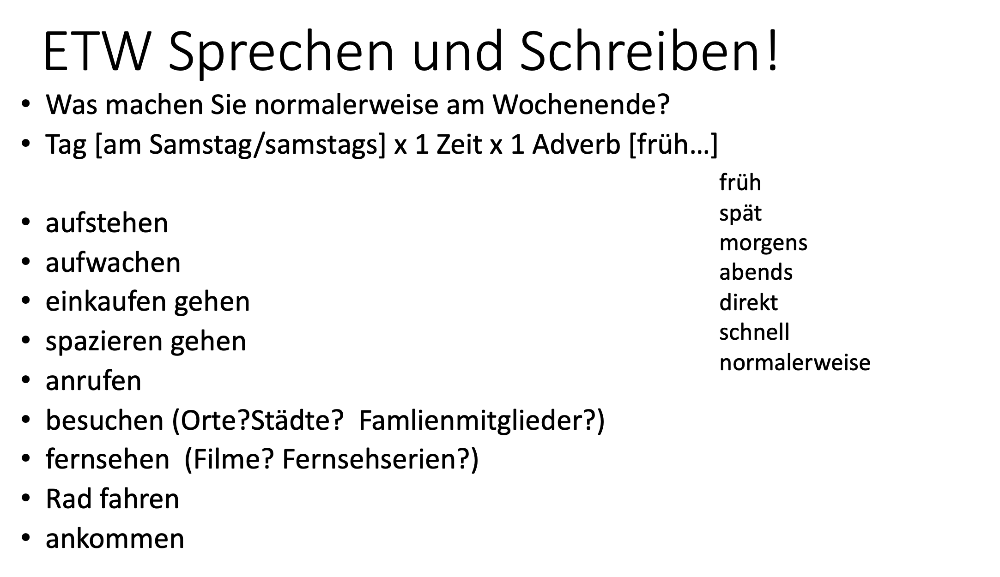 ETW Sprechen und Schreiben!
• Was machen Sie normalerweise am Wochenende?
• Tag [am Samstag/samstags] x 1 Zeit x 1 Adverb [früh...]
• aufstehen
• aufwachen
• einkaufen gehen
• spazieren gehen
• anrufen
• besuchen (Orte?Städte?  Famlienmitglieder?)
• fernsehen  (Filme? Fernsehserien?)
• Rad fahren
• ankommen
früh
spät
morgens
abends
direkt
schnell
normalerweise